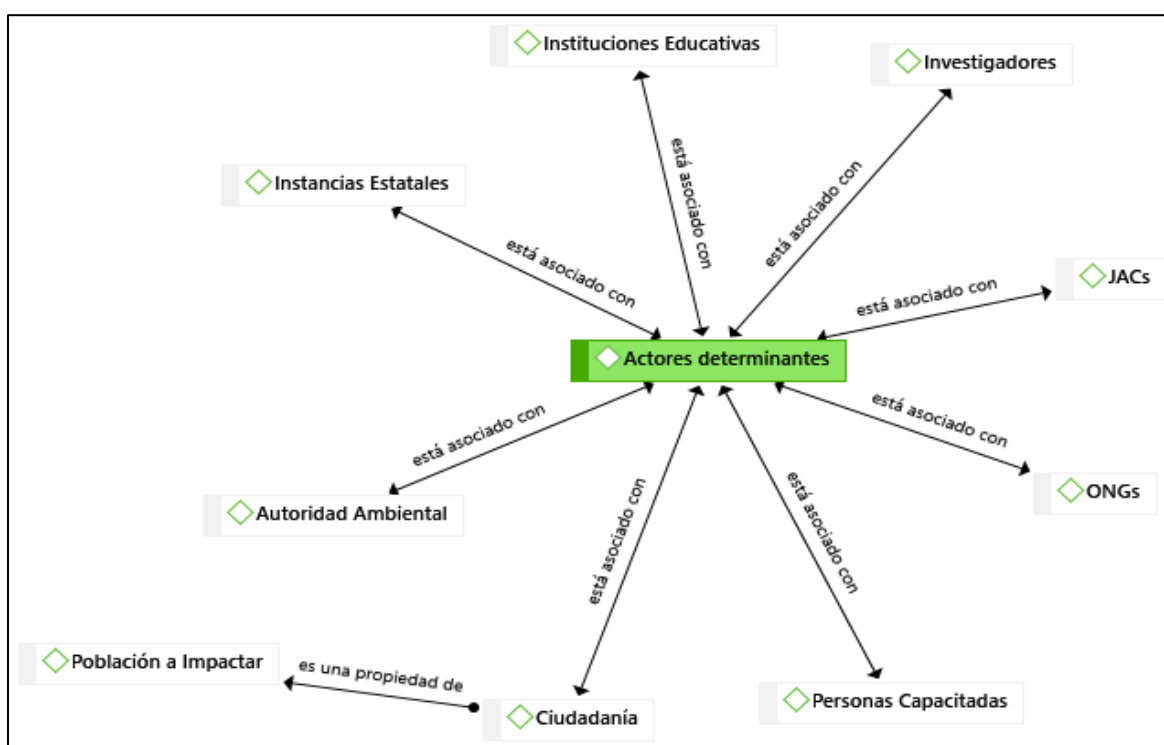 Instituciones Educativas
Investigadores
está asociado con
está asociado con
Instancias Estatales
está asociado con
JACs
está asociado con
Actores determinantes
está asociado con
está asociado con
está asociado con
está asociado con
ONGs
Autoridad Ambiental
Población a Impactar
es una propiedad de
Ciudadanía
Personas Capacitadas